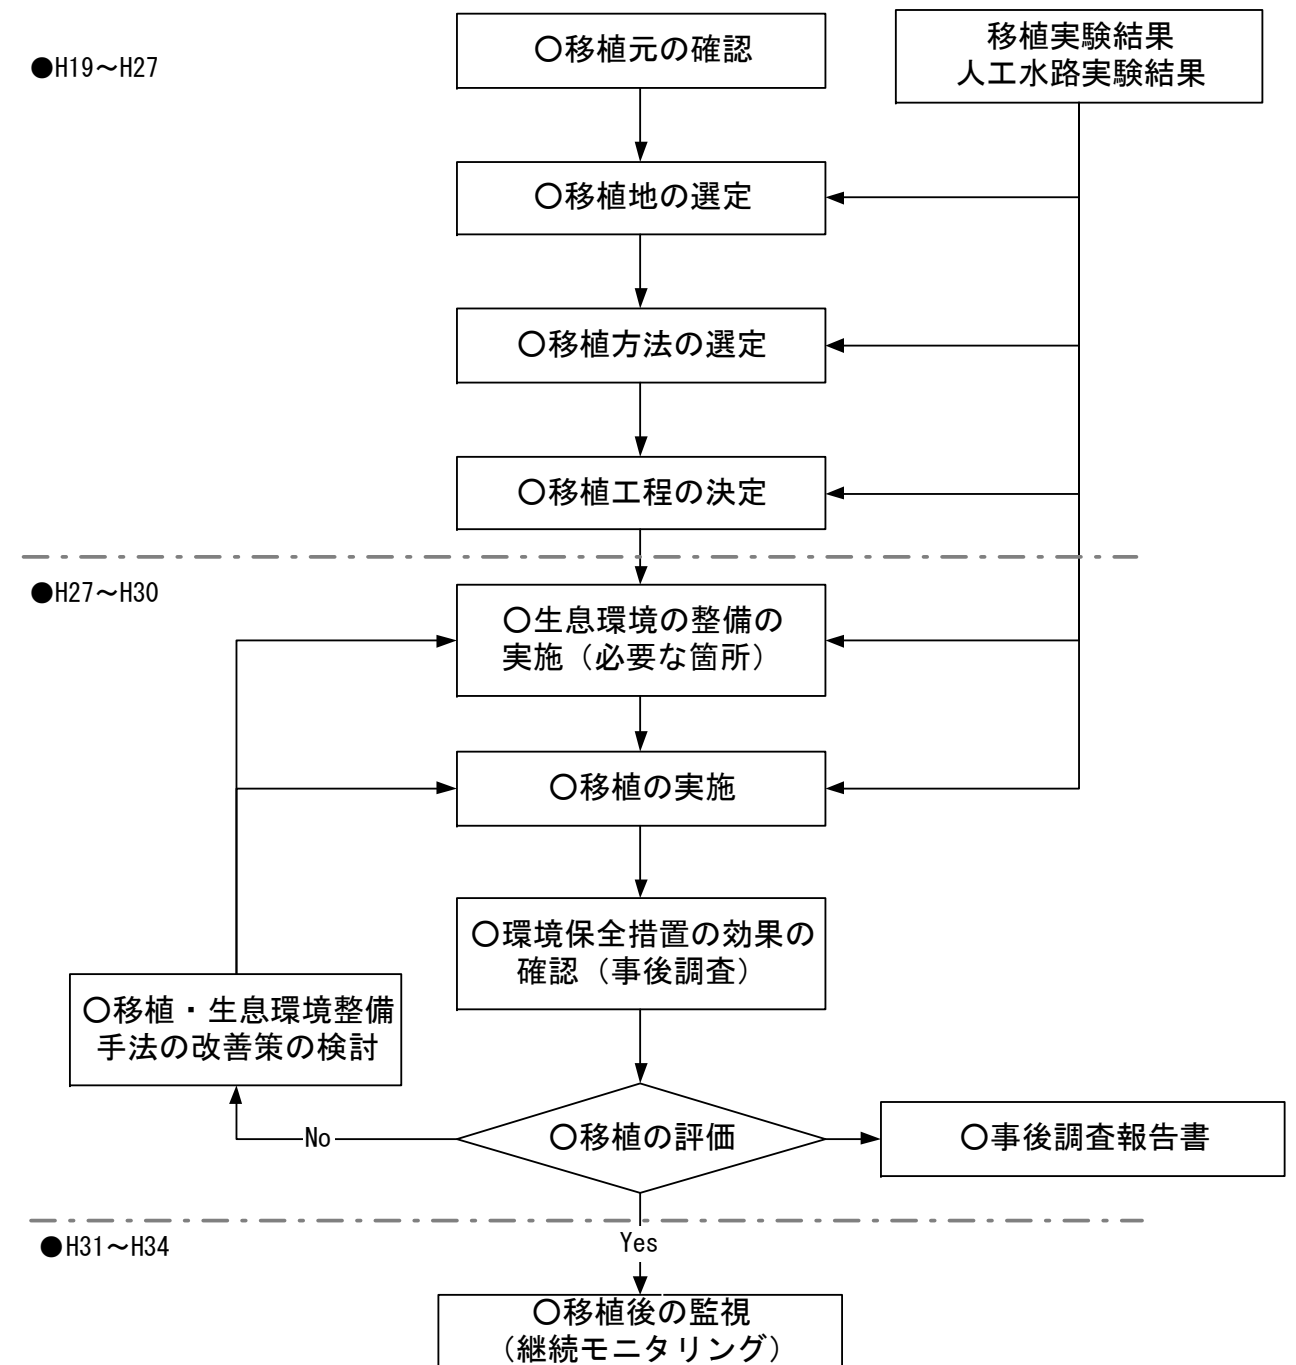 ○移植元の確認
移植実験結果
人工水路実験結果
●H19～H27
○移植地の選定
○移植方法の選定
○移植工程の決定
●H27～H30
○生息環境の整備の
実施（必要な箇所）
○移植の実施
○環境保全措置の効果の
確認（事後調査）
○移植・生息環境整備
手法の改善策の検討
No
○移植の評価
○事後調査報告書
●H31～H34
Yes
○移植後の監視
（継続モニタリング）